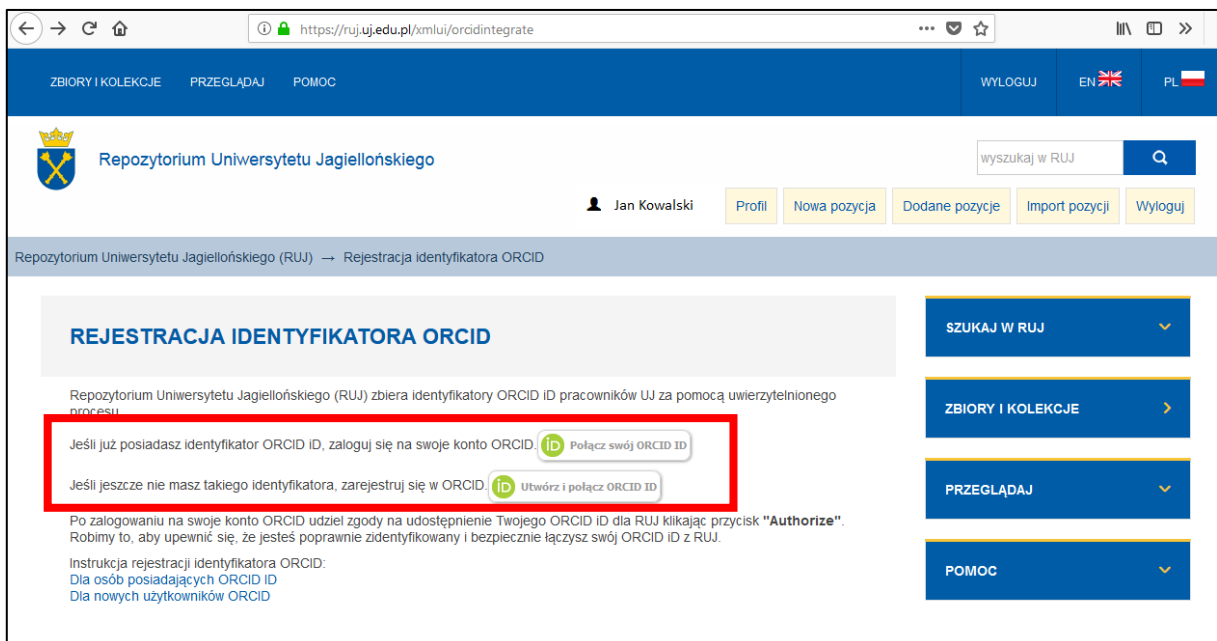 https://ruj.uj.edu.pl/xmlui/orcidintegrate
ZBIORY I KOLEKCJE PRZEGLĄDAJ POMOC WYLOGUJ EN PL
Repozytorium Uniwersytetu Jagiellońskiego
wyszukaj w RUJ
Jan Kowalski Profil Nowa pozycja Dodane pozycje Import pozycji Wyloguj
Repozytorium Uniwersytetu Jagiellońskiego (RUJ) → Rejestracja identyfikatora ORCID
REJESTRACJA IDENTYFIKATORA ORCID
Repozytorium Uniwersytetu Jagiellońskiego (RUJ) zbiera identyfikatory ORCID iD pracowników UJ za pomocą uwierzytelnionego
procesu
Jeśli już posiadasz identyfikator ORCID iD, zaloguj się na swoje konto ORCID. iD Połącz swój ORCID ID
Jeśli jeszcze nie masz takiego identyfikatora, zarejestruj się w ORCID. iD Utwórz i połącz ORCID ID
Po zalogowaniu na swoje konto ORCID udziel zgody na udostępnienie Twojego ORCID iD dla RUJ klikając przycisk "Authorize".
Robimy to, aby upewnić się, że jesteś poprawnie zidentyfikowany i bezpiecznie łączysz swój ORCID iD z RUJ.
Instrukcja rejestracji identyfikatora ORCID:
Dla osób posiadających ORCID ID
Dla nowych użytkowników ORCID
SZUKAJ W RUJ
ZBIORY I KOLEKCJE
PRZEGLĄDAJ
POMOC